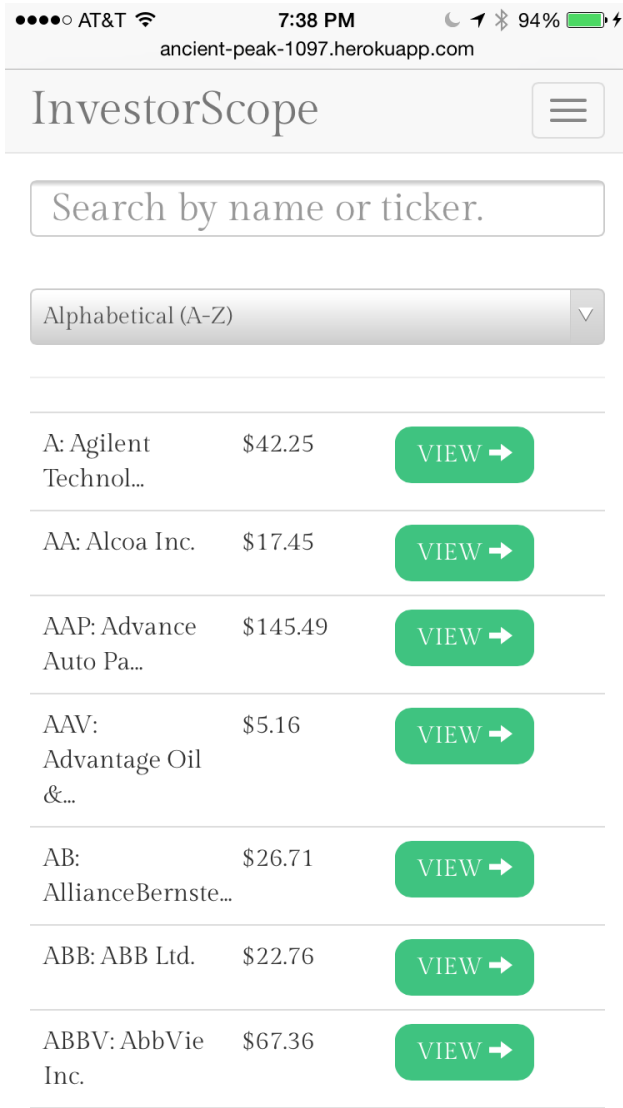 AT&T 7:38 PM 94%
ancient-peak-1097.herokuapp.com
InvestorScope
Search by name or ticker.
Alphabetical (A-Z)
A: Agilent $42.25 VIEW
Technol...
AA: Alcoa Inc. $17.45 VIEW
AAP: Advance $145.49 VIEW
Auto Pa...
AAV: $5.16 VIEW
Advantage Oil
&...
AB: $26.71 VIEW
AllianceBernste...
ABB: ABB Ltd. $22.76 VIEW
ABBV: AbbVie $67.36 VIEW
Inc.